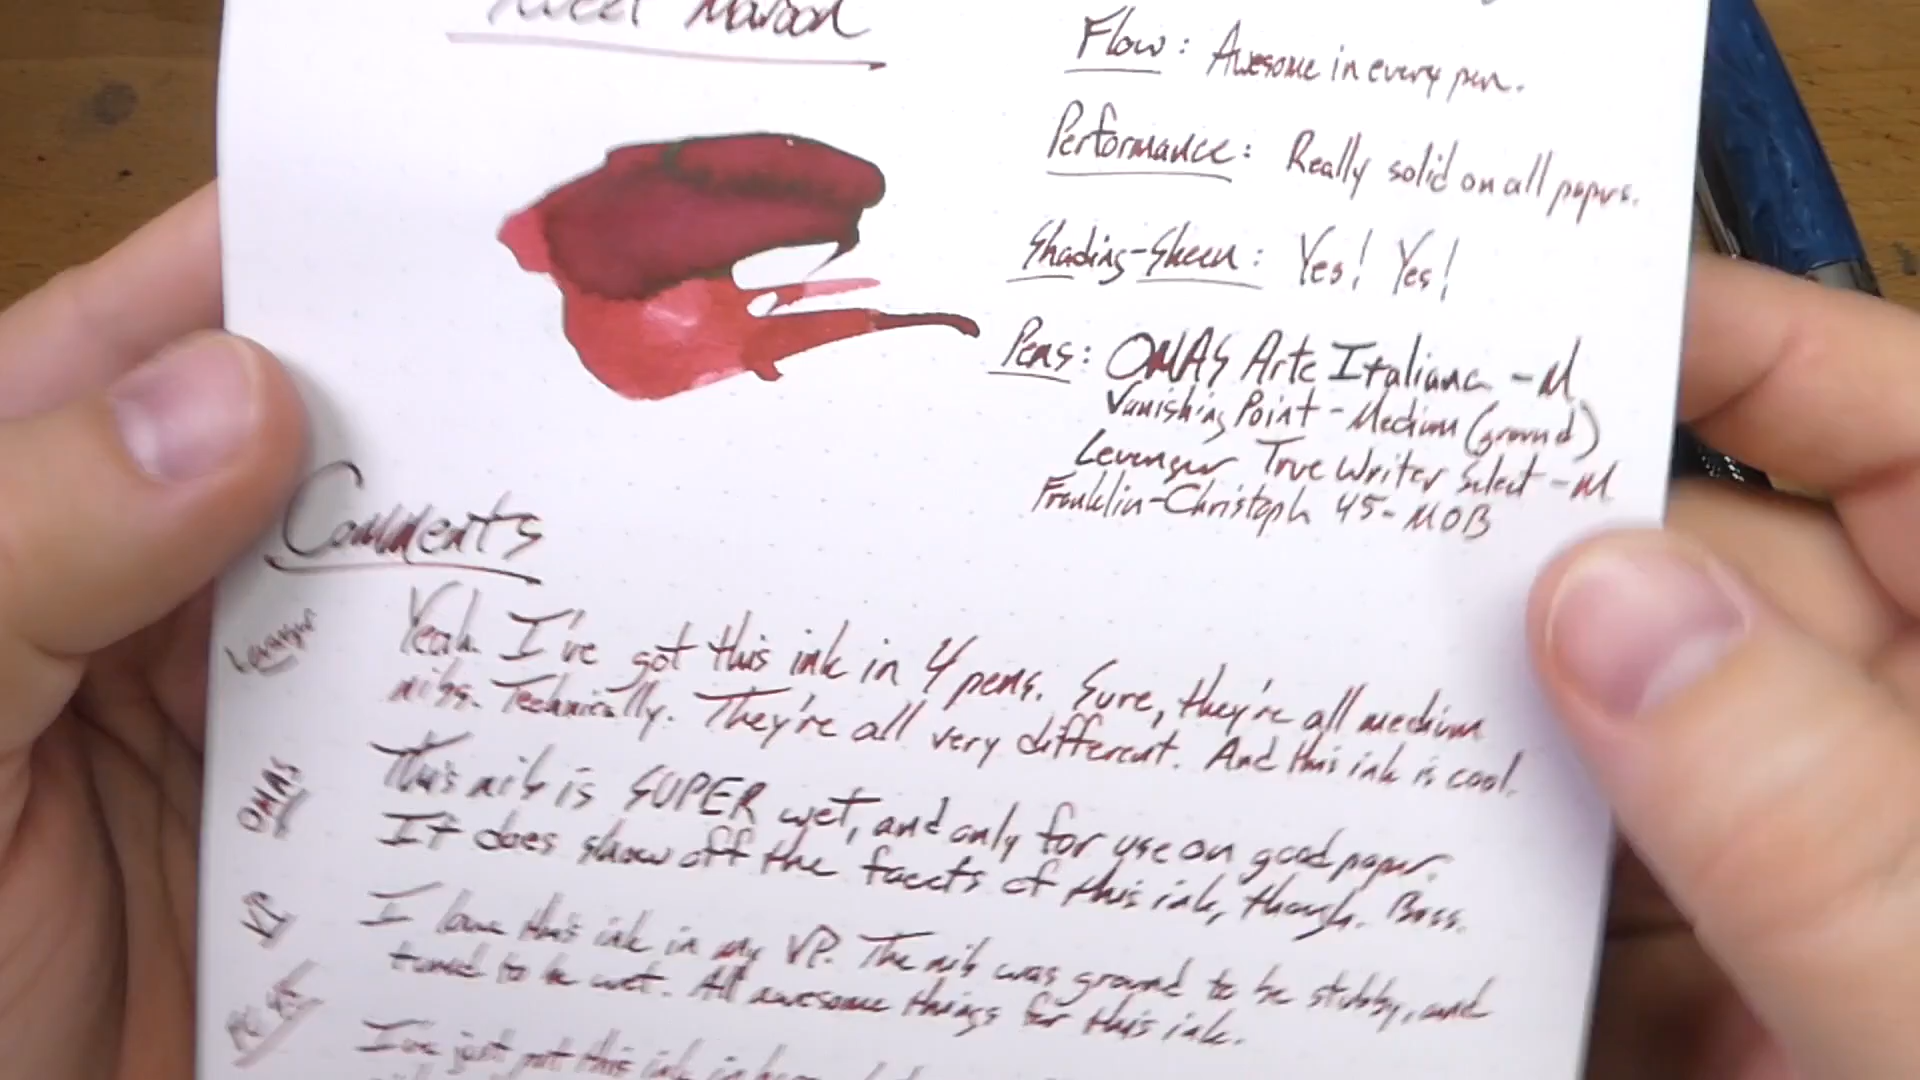 Maroon
Flow: Awesome in every pen.
Performance: Really solid on all papers.
Shading-Sheen: Yes! Yes!
Pens: OMAS Arte Italiana - M
Vanishing Point - Medium (ground)
Levenger True Writer Select - M
Franklin-Christoph 45 - MOB
Comments
Levenger
Yeah. I've got this ink in 4 pens. Sure, they're all medium
nibs. Technically. They're all very different. And this ink is cool.
OMAS
This nib is SUPER wet, and only for use on good paper.
It does show off the facets of this ink, though. Boss.
VP
I love this ink in my VP. The nib was ground to be stubby, and
tuned to be wet. All awesome things for this ink.
FC 45
I've just put this ink in